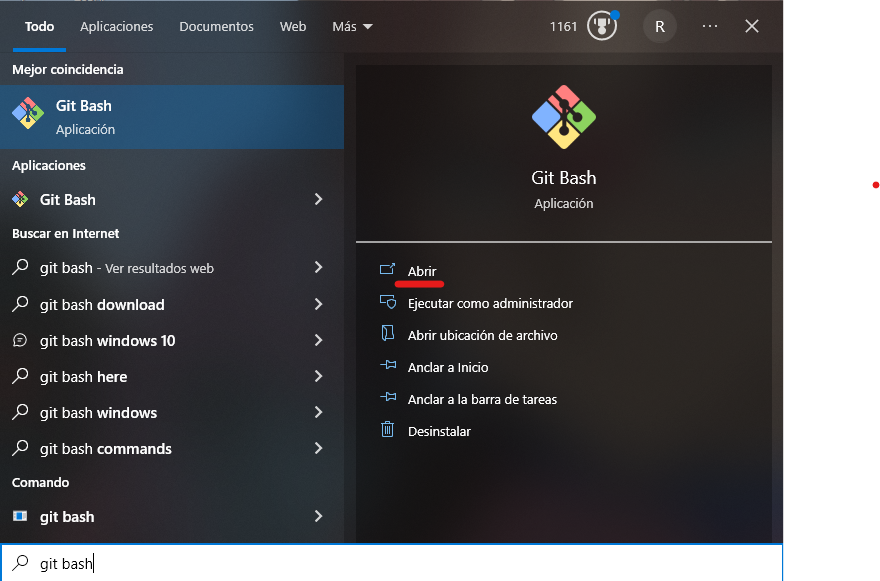 Todo Aplicaciones Documentos Web Más 1161 R ...
Mejor coincidencia
Git Bash
Aplicación
Aplicaciones
Git Bash
Buscar en Internet
git bash - Ver resultados web
git bash download
git bash windows 10
git bash here
git bash windows
git bash commands
Comando
git bash
Git Bash
Aplicación
Abrir
Ejecutar como administrador
Abrir ubicación de archivo
Anclar a Inicio
Anclar a la barra de tareas
Desinstalar
git bash